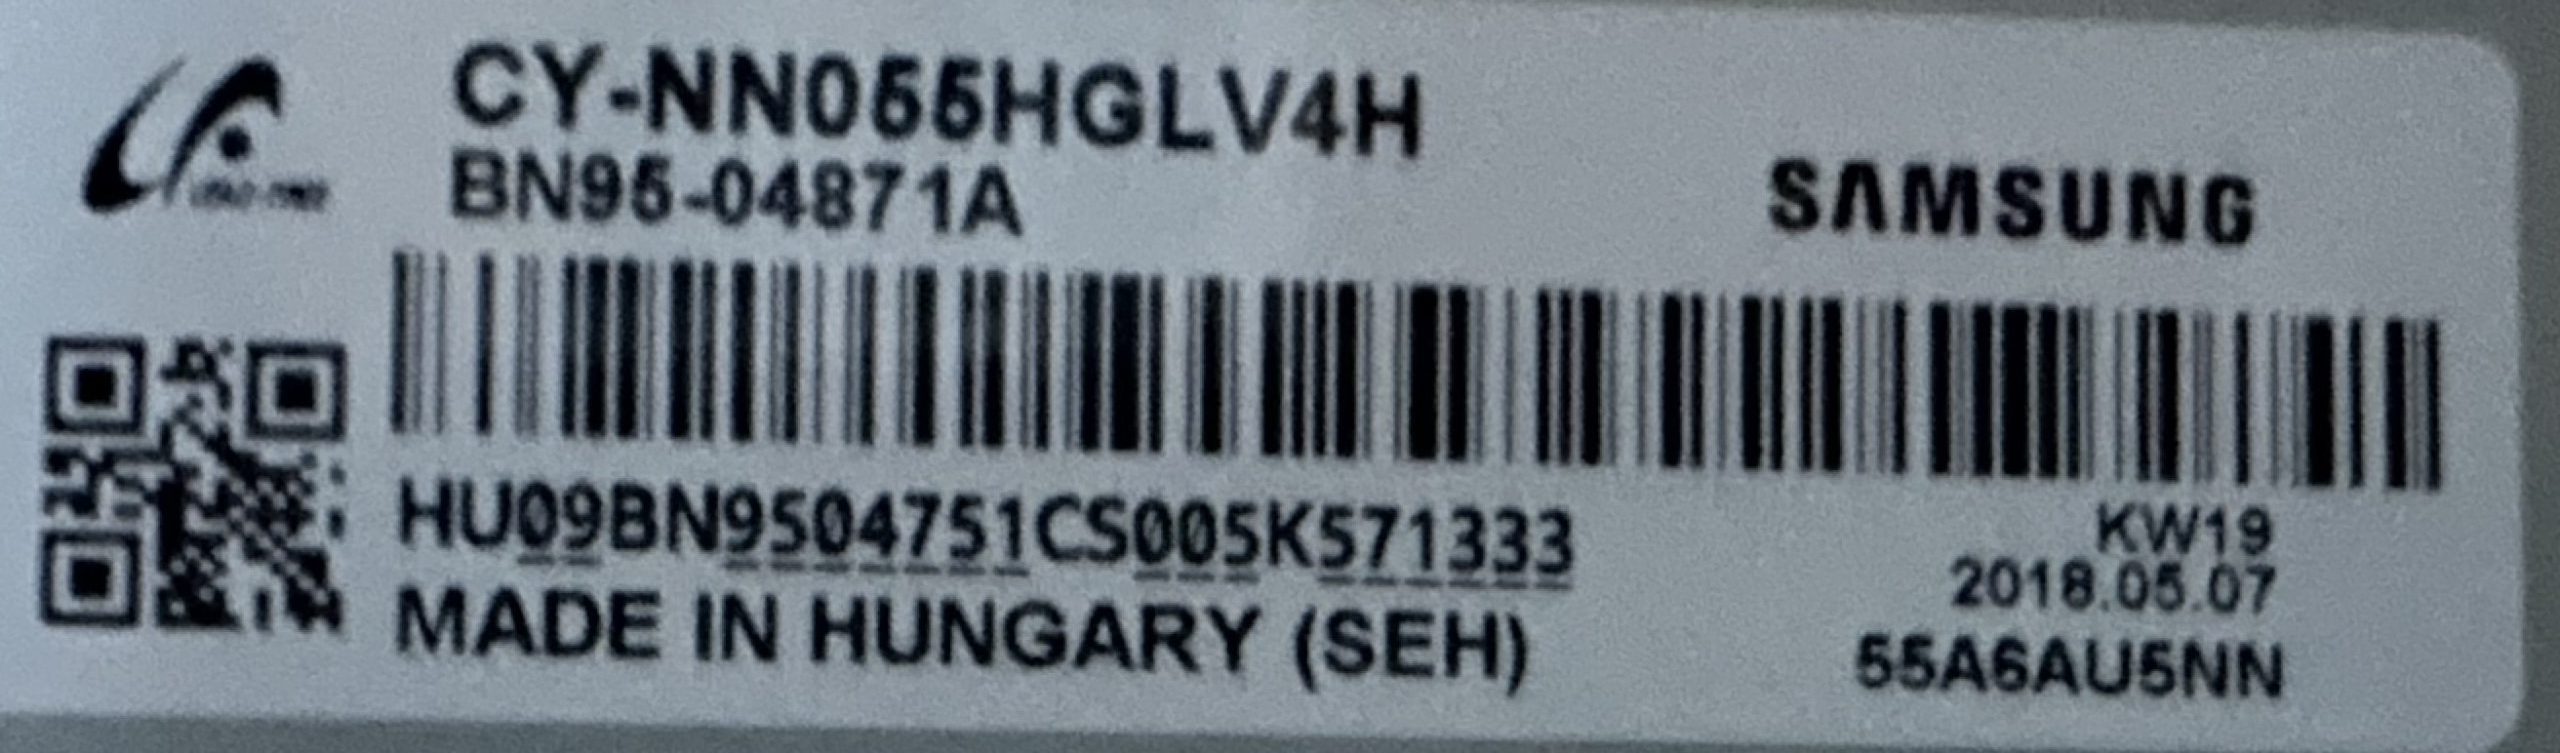 CY-NN055HGLV4H
BN95-04871A
SAMSUNG
HU09BN9504751CS005K571333
MADE IN HUNGARY (SEH)
KW19
2018.05.07
55A6AU5NN